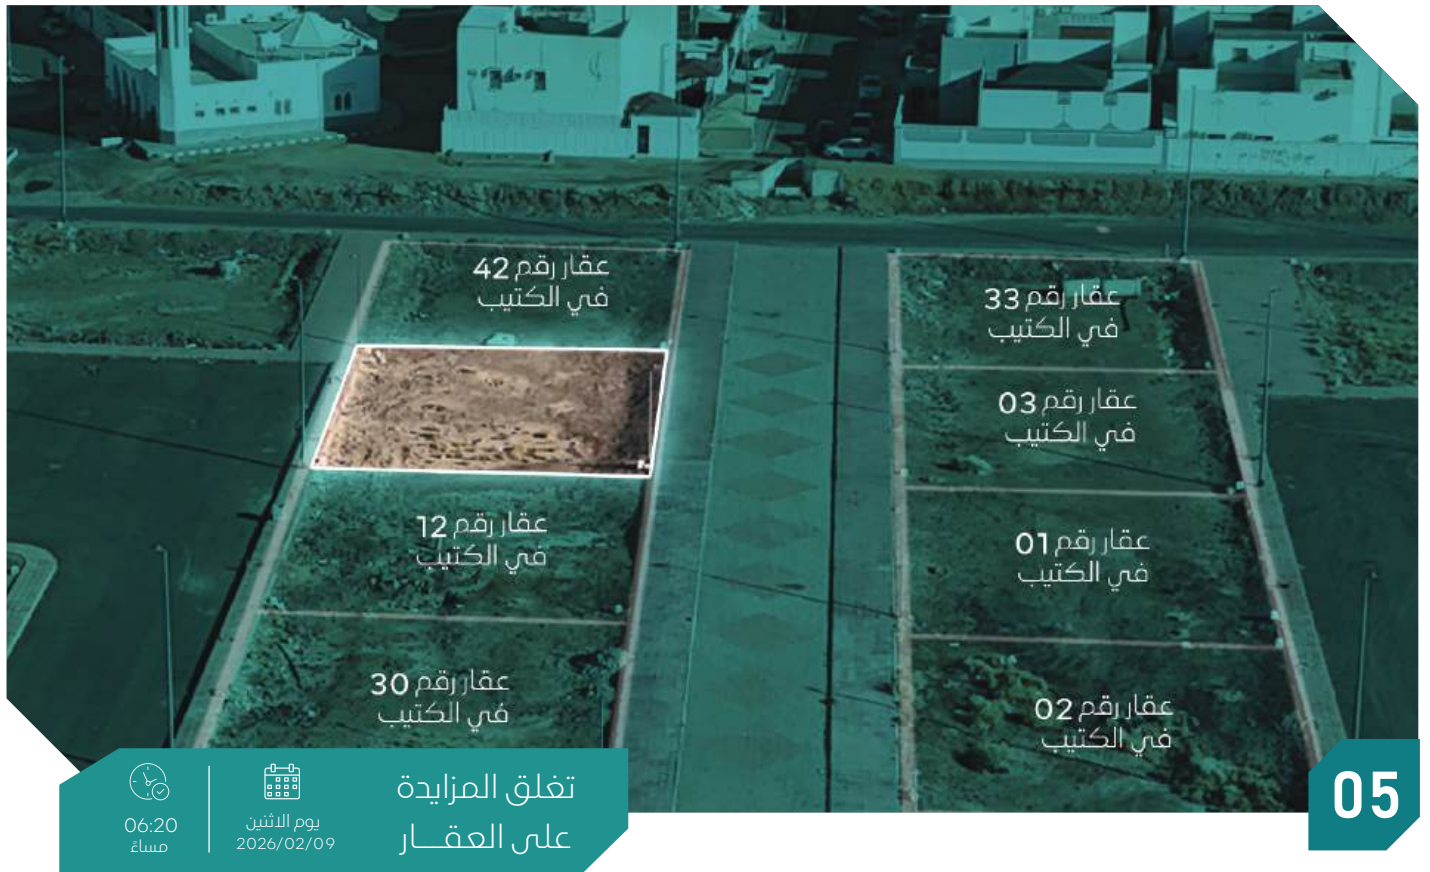 عقار رقم 42
في الكتيب
عقار رقم 33
في الكتيب
عقار رقم 03
في الكتيب
عقار رقم 12
في الكتيب
عقار رقم 01
في الكتيب
عقار رقم 30
في الكتيب
عقار رقم 02
في الكتيب
05
تغلق المزايدة
على العقـــار
يوم الاثنين
2026/02/09
06:20
مساءً